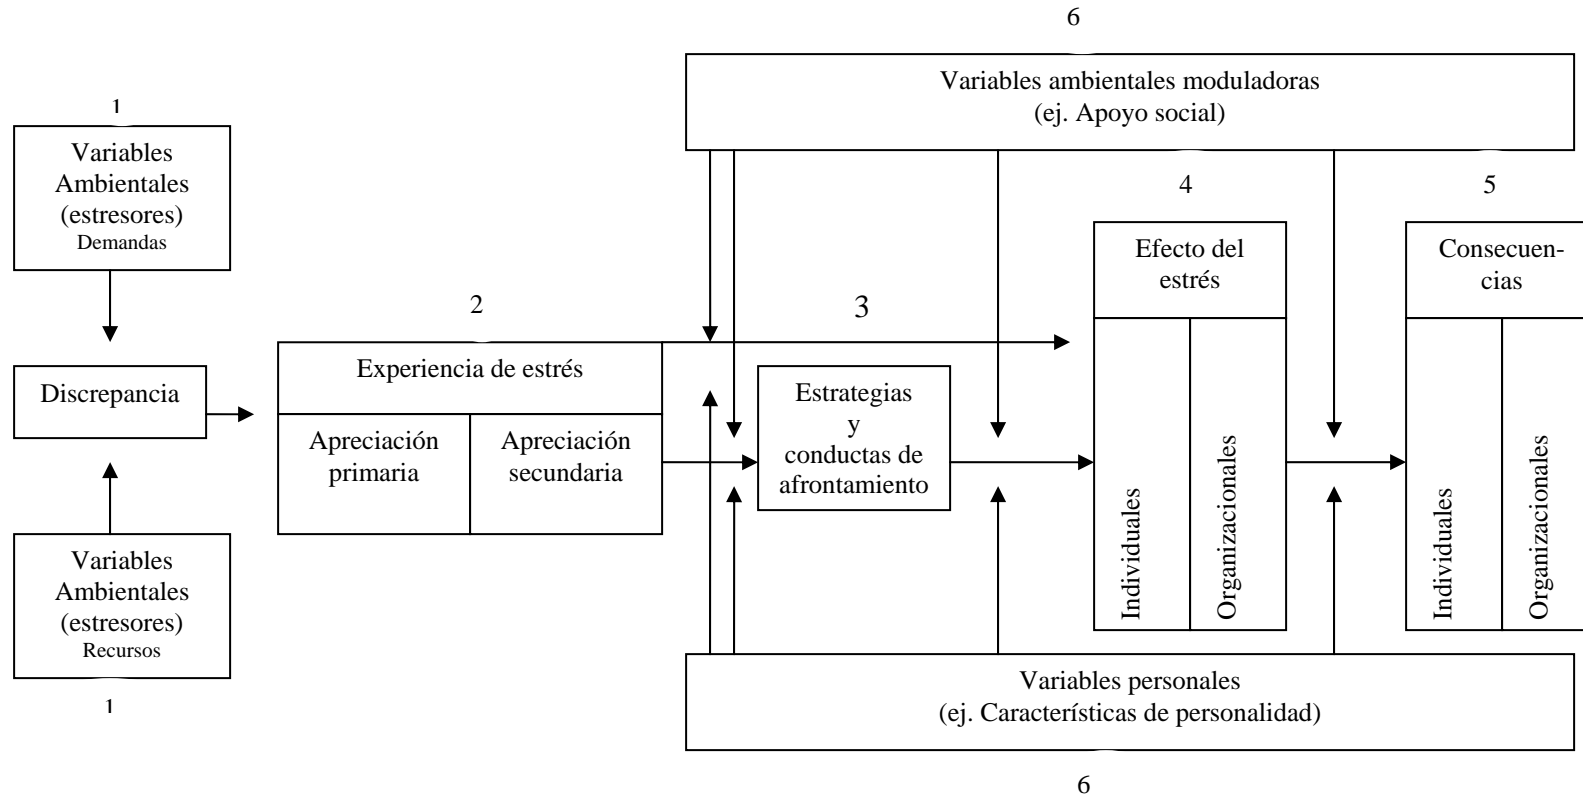 6
Variables ambientales moduladoras
(ej. Apoyo social)
1
Variables
Ambientales
(estresores)
Demandas
Discrepancia
Variables
Ambientales
(estresores)
Recursos
1
2
Experiencia de estrés
Apreciación
primaria
Apreciación
secundaria
3
Estrategias
y
conductas de
afrontamiento
4
Efecto del
estrés
Individuales
Organizacionales
5
Consecuen-
cias
Individuales
Organizacionales
Variables personales
(ej. Características de personalidad)
6